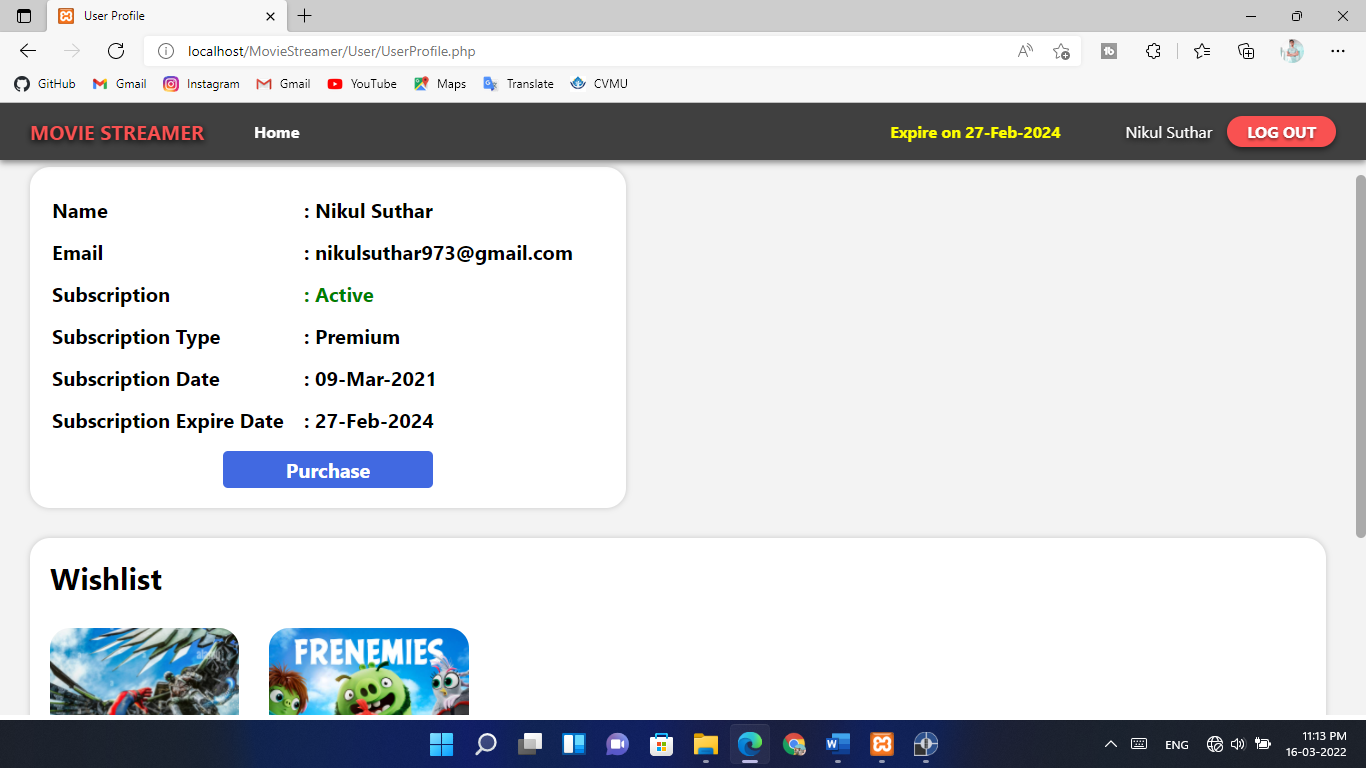 User Profile
localhost/MovieStreamer/User/UserProfile.php
GitHub Gmail Instagram Gmail YouTube Maps Translate CVMU
MOVIE STREAMER Home Expire on 27-Feb-2024 Nikul Suthar LOG OUT
Name : Nikul Suthar
Email : nikulsuthar973@gmail.com
Subscription : Active
Subscription Type : Premium
Subscription Date : 09-Mar-2021
Subscription Expire Date : 27-Feb-2024
Purchase
Wishlist
FRENEMIES
ENG 11:13 PM
16-03-2022